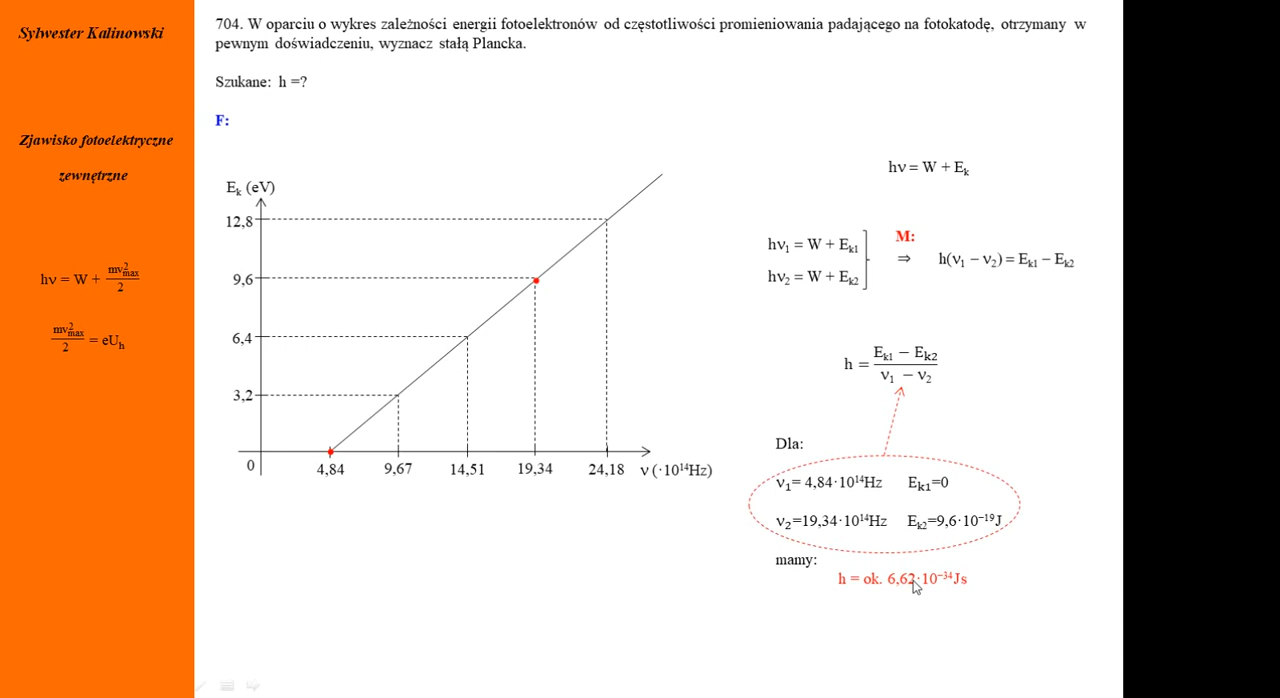 Sylwester Kalinowski
Zjawisko fotoelektryczne
zewnętrzne
hν = W + mv²max/2
mv²max/2 = eUh
704. W oparciu o wykres zależności energii fotoelektronów od częstotliwości promieniowania padającego na fotokatodę, otrzymany w
pewnym doświadczeniu, wyznacz stałą Plancka.
Szukane: h =?
F:
Eₖ (eV)
12,8
9,6
6,4
3,2
0
4,84 9,67 14,51 19,34 24,18 ν (·10¹⁴Hz)
hν = W + Eₖ
hν₁ = W + Eₖ₁
hν₂ = W + Eₖ₂
M:
⇒ h(ν₁ − ν₂) = Eₖ₁ − Eₖ₂
h = (Eₖ₁ − Eₖ₂)/(ν₁ − ν₂)
Dla:
ν₁= 4,84·10¹⁴Hz Eₖ₁=0
ν₂=19,34·10¹⁴Hz Eₖ₂=9,6·10⁻¹⁹J
mamy:
h = ok. 6,62·10⁻³⁴Js